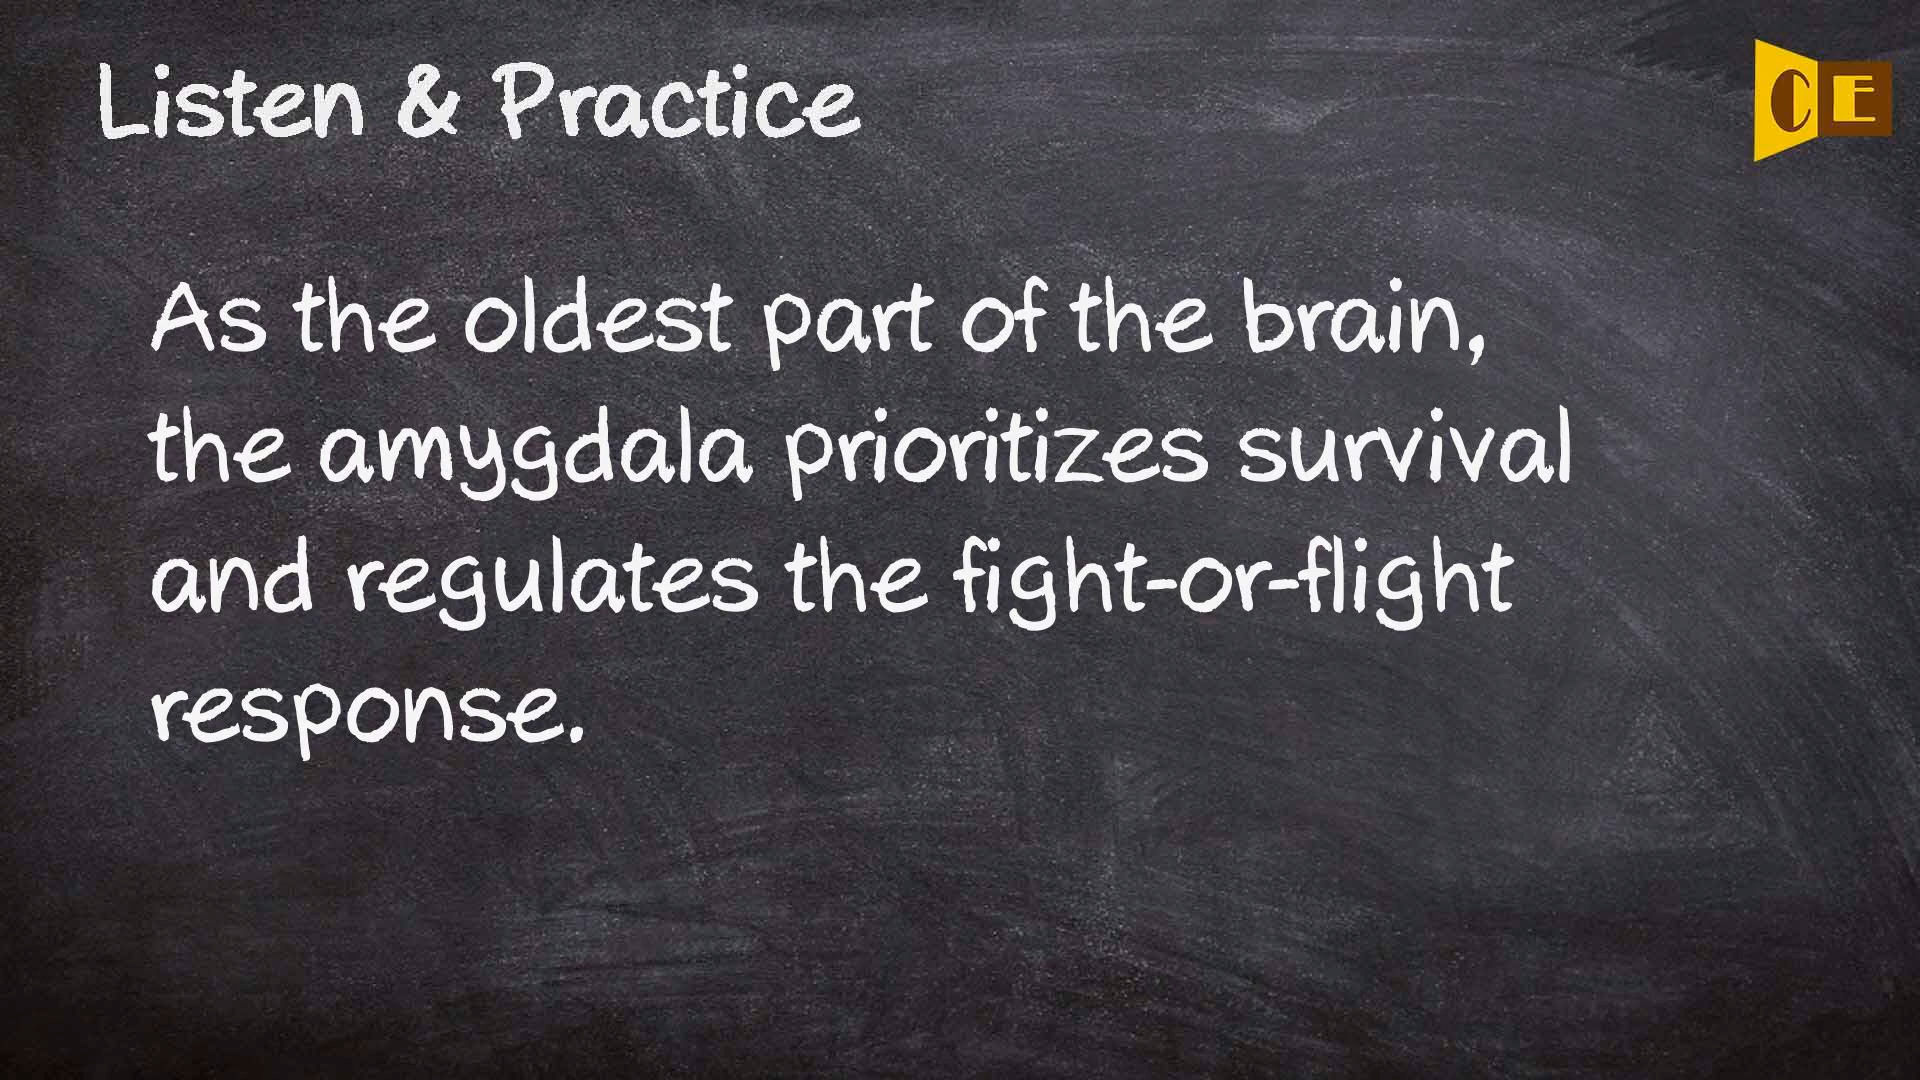 Listen & Practice
CE
As the oldest part of the brain,
the amygdala prioritizes survival
and regulates the fight-or-flight
response.